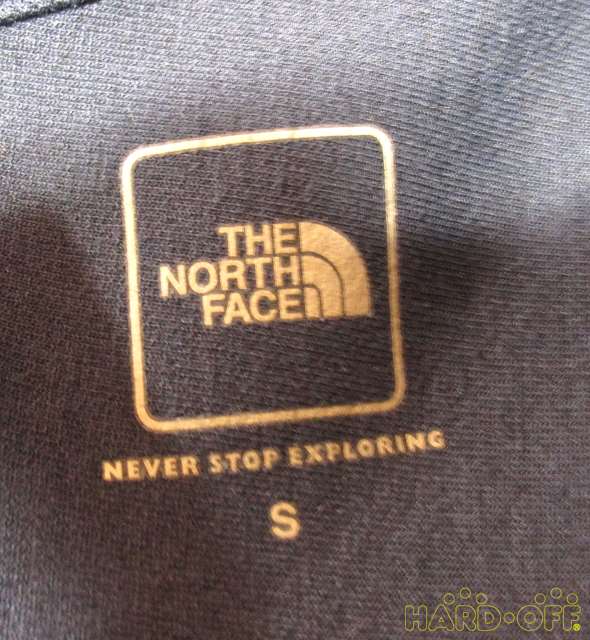 THE
NORTH
FACE
NEVER STOP EXPLORING
S
HARD·OFF